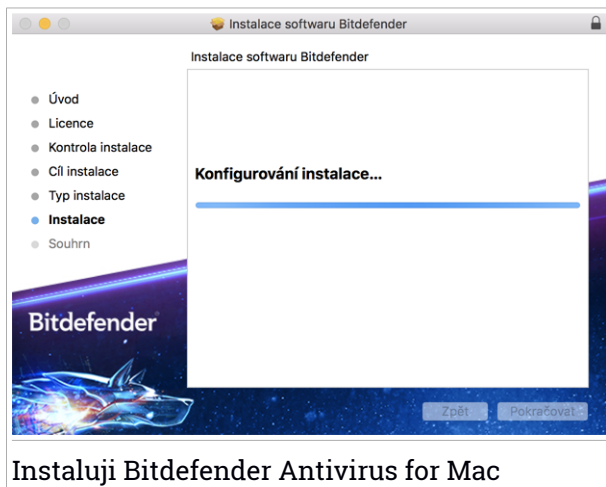 Instalace softwaru Bitdefender
Instalace softwaru Bitdefender
Úvod
Licence
Kontrola instalace
Cíl instalace
Typ instalace
Instalace
Souhrn
Konfigurování instalace...
Bitdefender
Zpět
Pokračovat
Instaluji Bitdefender Antivirus for Mac